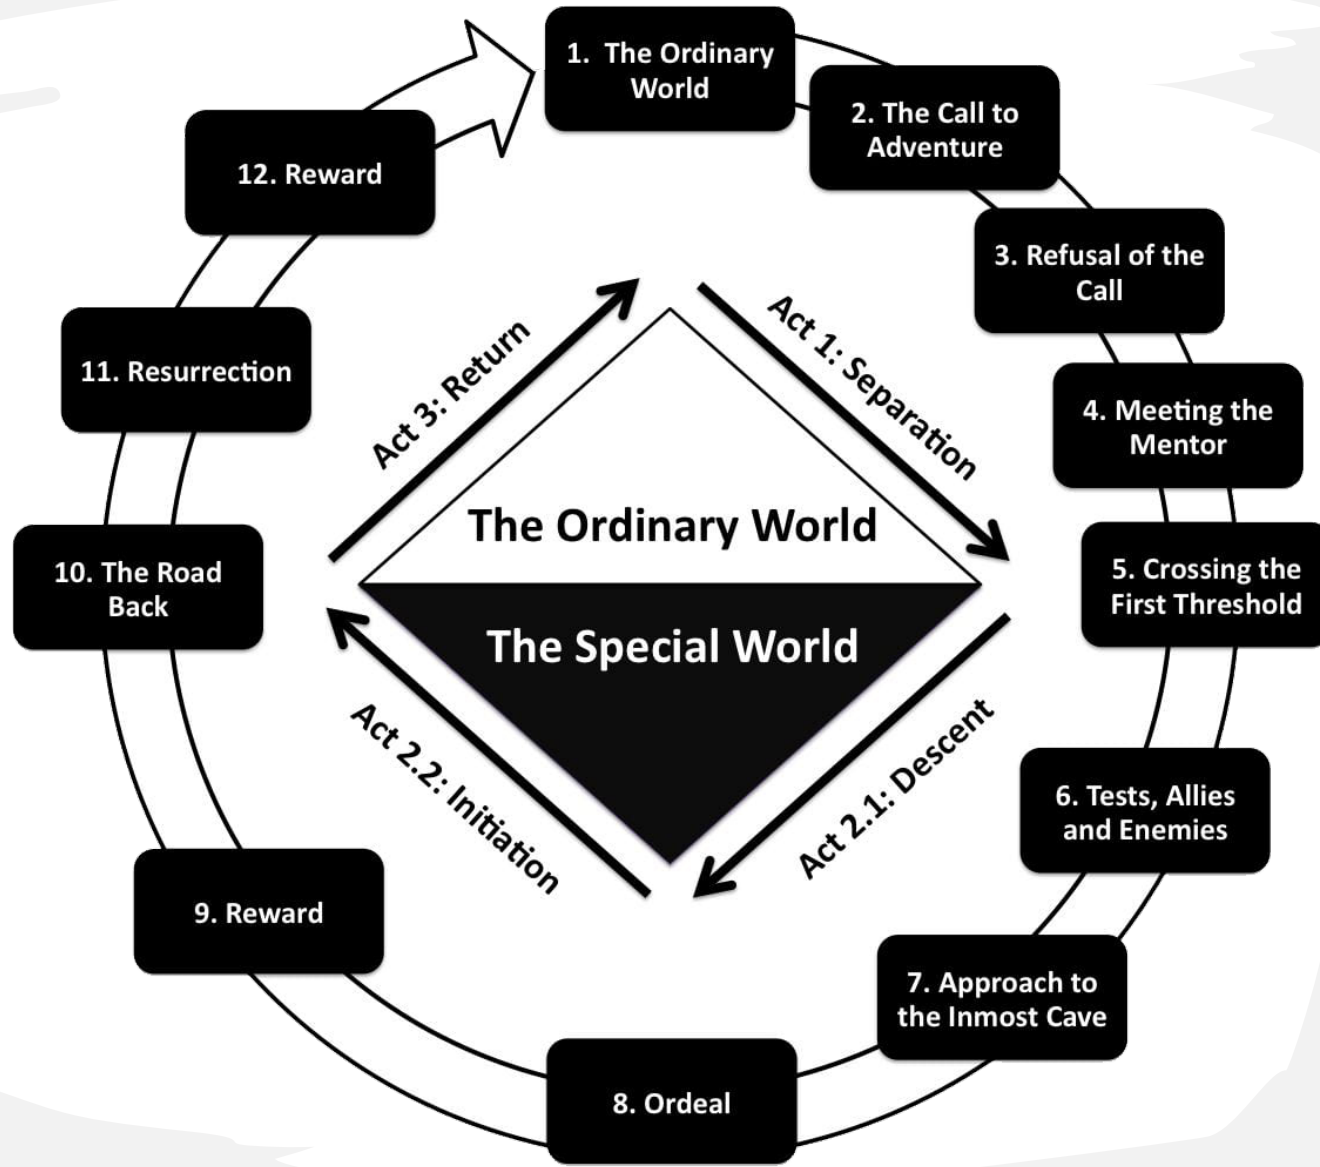 1.  The Ordinary
World
2. The Call to
Adventure
3. Refusal of the
Call
4. Meeting the
Mentor
5. Crossing the
First Threshold
6. Tests, Allies
and Enemies
7. Approach to
the Inmost Cave
8. Ordeal
9. Reward
10. The Road
Back
11. Resurrection
12. Reward
Act 1: Separation
Act 2.1: Descent
Act 2.2: Initiation
Act 3: Return
The Ordinary World
The Special World